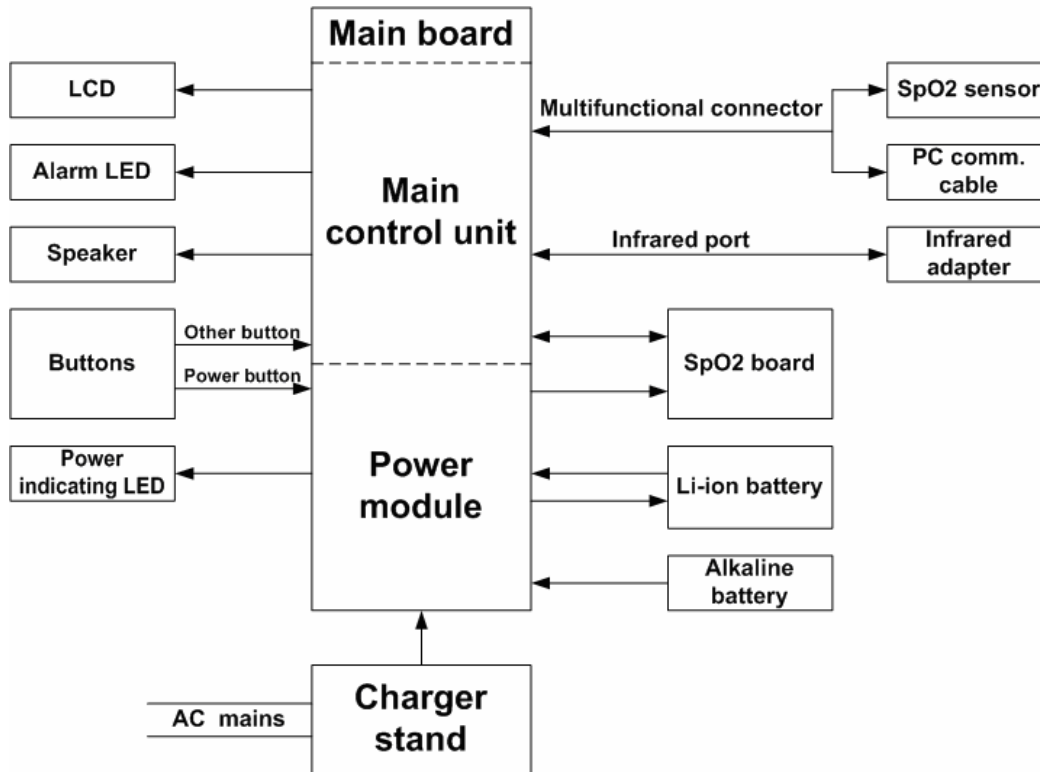 Main board
LCD
Alarm LED
Speaker
Buttons
Other button
Power button
Power
indicating LED
Main
control unit
Power
module
Multifunctional connector
SpO2 sensor
PC comm.
cable
Infrared port
Infrared
adapter
SpO2 board
Li-ion battery
Alkaline
battery
AC mains
Charger
stand